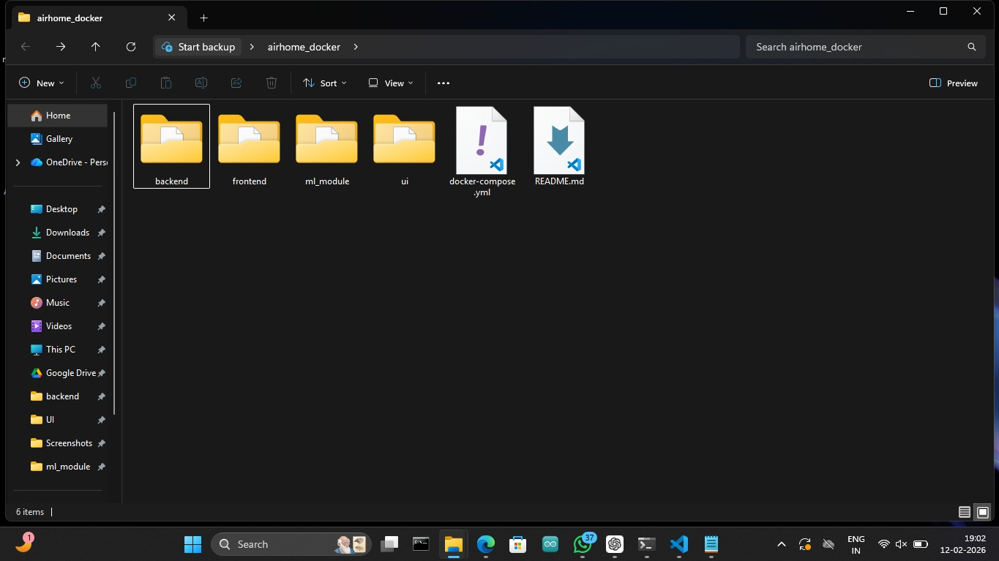 airhome_docker
Start backup
airhome_docker
Search airhome_docker
New
Sort
View
Preview
Home
Gallery
OneDrive - Pers
Desktop
Downloads
Documents
Pictures
Music
Videos
This PC
Google Drive
backend
UI
Screenshots
ml_module
backend
frontend
ml_module
ui
docker-compose
.yml
README.md
6 items
1
Search
37
ENG
IN
19:02
12-02-2026